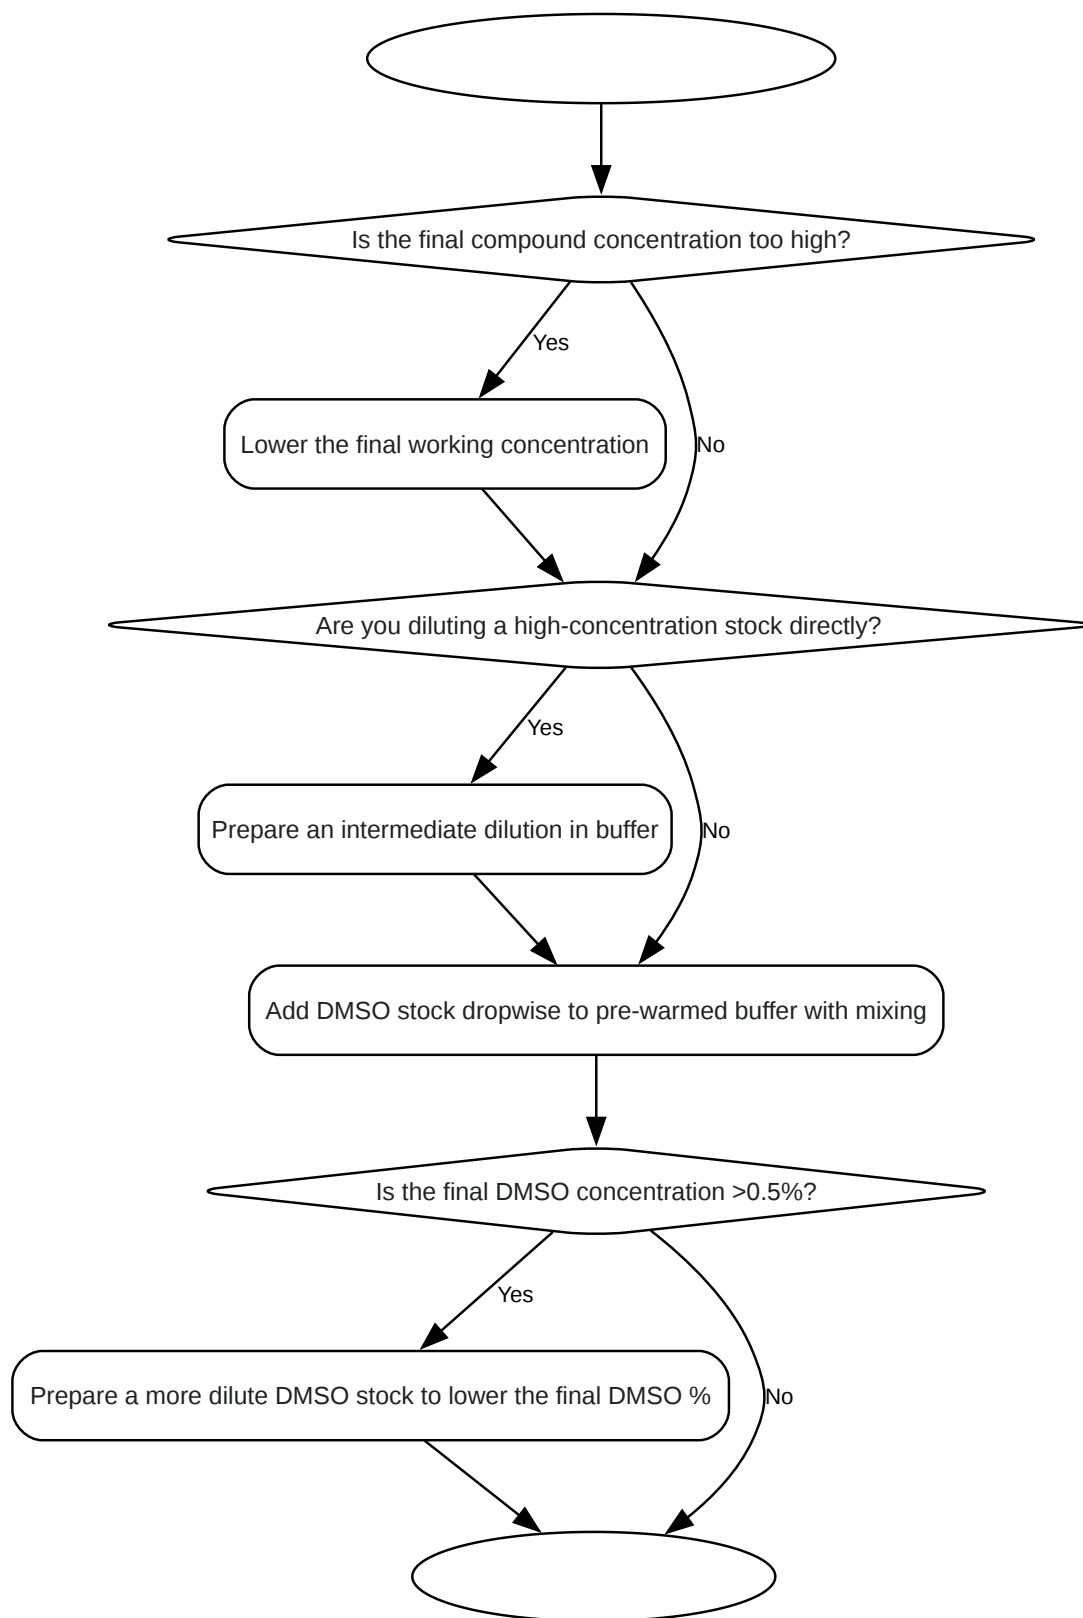 Is the final compound concentration too high?
Yes
Lower the final working concentration
No
Are you diluting a high-concentration stock directly?
Yes
Prepare an intermediate dilution in buffer
No
Add DMSO stock dropwise to pre-warmed buffer with mixing
Is the final DMSO concentration >0.5%?
Yes
Prepare a more dilute DMSO stock to lower the final DMSO %
No